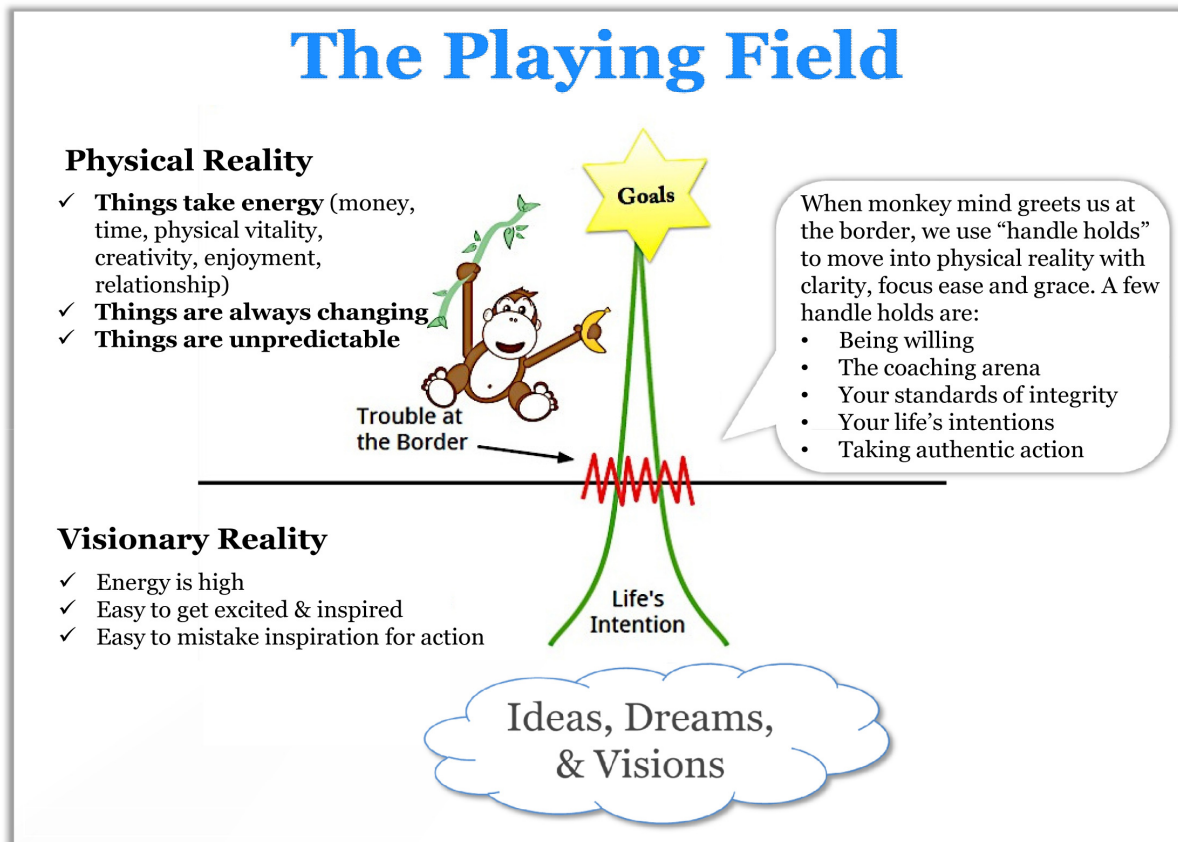 The Playing Field
Physical Reality
✓ Things take energy (money,
time, physical vitality,
creativity, enjoyment,
relationship)
✓ Things are always changing
✓ Things are unpredictable
Goals
When monkey mind greets us at
the border, we use “handle holds”
to move into physical reality with
clarity, focus ease and grace. A few
handle holds are:
• Being willing
• The coaching arena
• Your standards of integrity
• Your life’s intentions
• Taking authentic action
Trouble at
the Border
Visionary Reality
✓ Energy is high
✓ Easy to get excited & inspired
✓ Easy to mistake inspiration for action
Life's
Intention
Ideas, Dreams,
& Visions